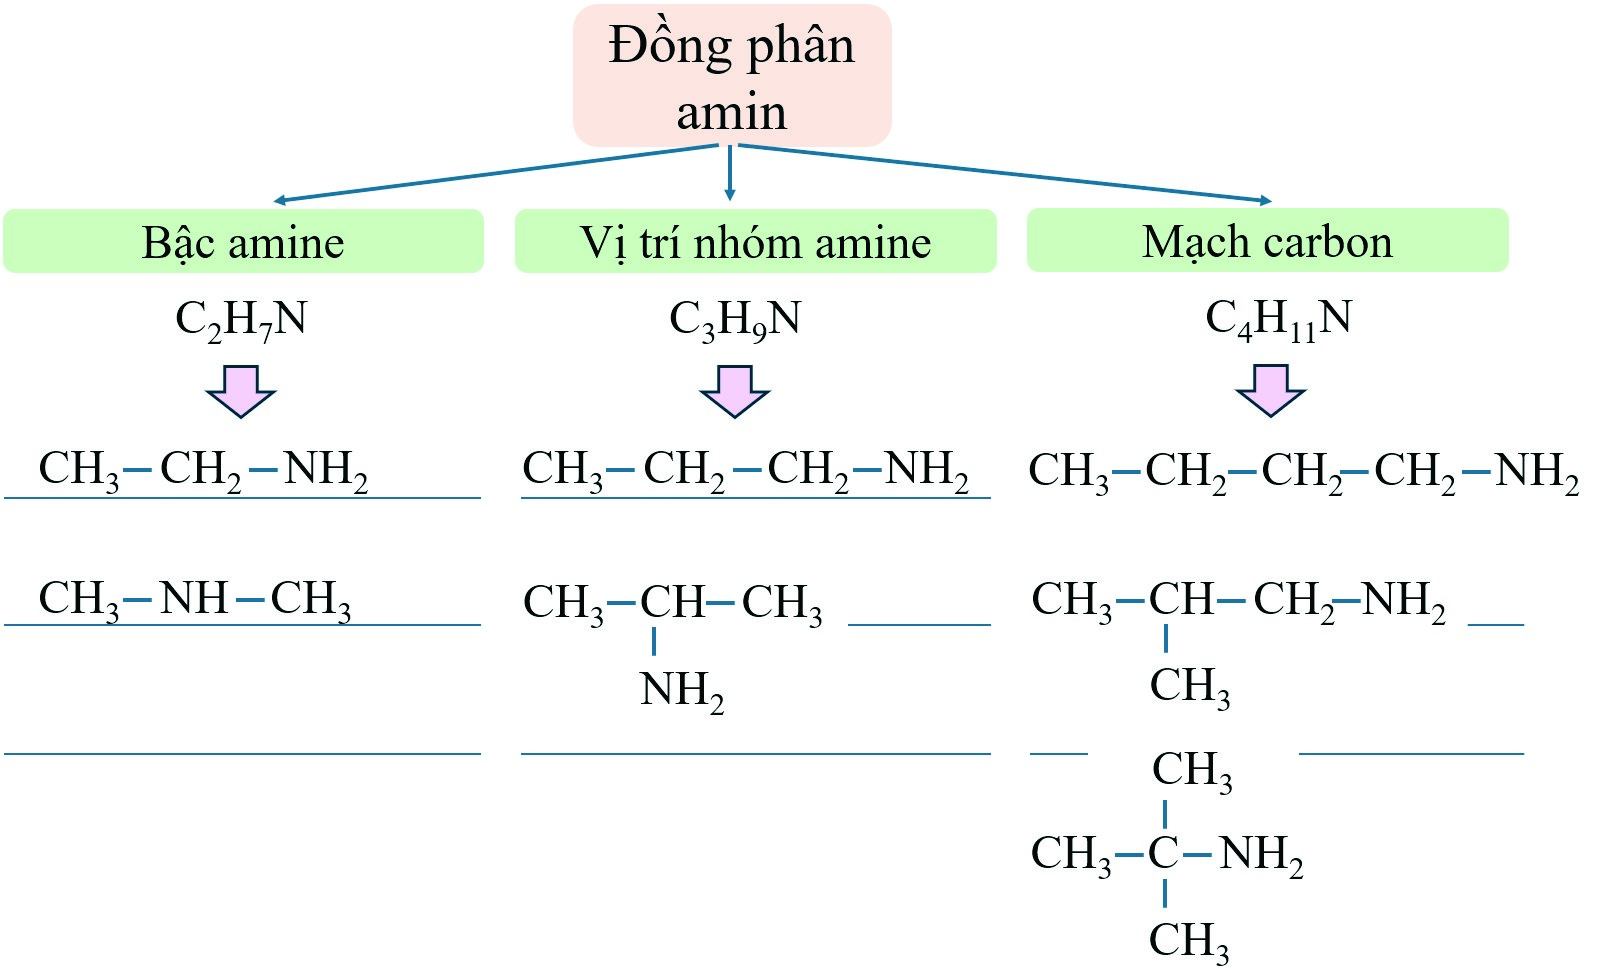 Đồng phân
amin
Bậc amine
Vị trí nhóm amine
Mạch carbon
C₂H₇N
C₃H₉N
C₄H₁₁N
CH₃—CH₂—NH₂
CH₃—CH₂—CH₂—NH₂
CH₃—CH₂—CH₂—CH₂—NH₂
CH₃—NH—CH₃
CH₃—CH—CH₃
NH₂
CH₃—CH—CH₂—NH₂
CH₃
CH₃
CH₃—C—NH₂
CH₃